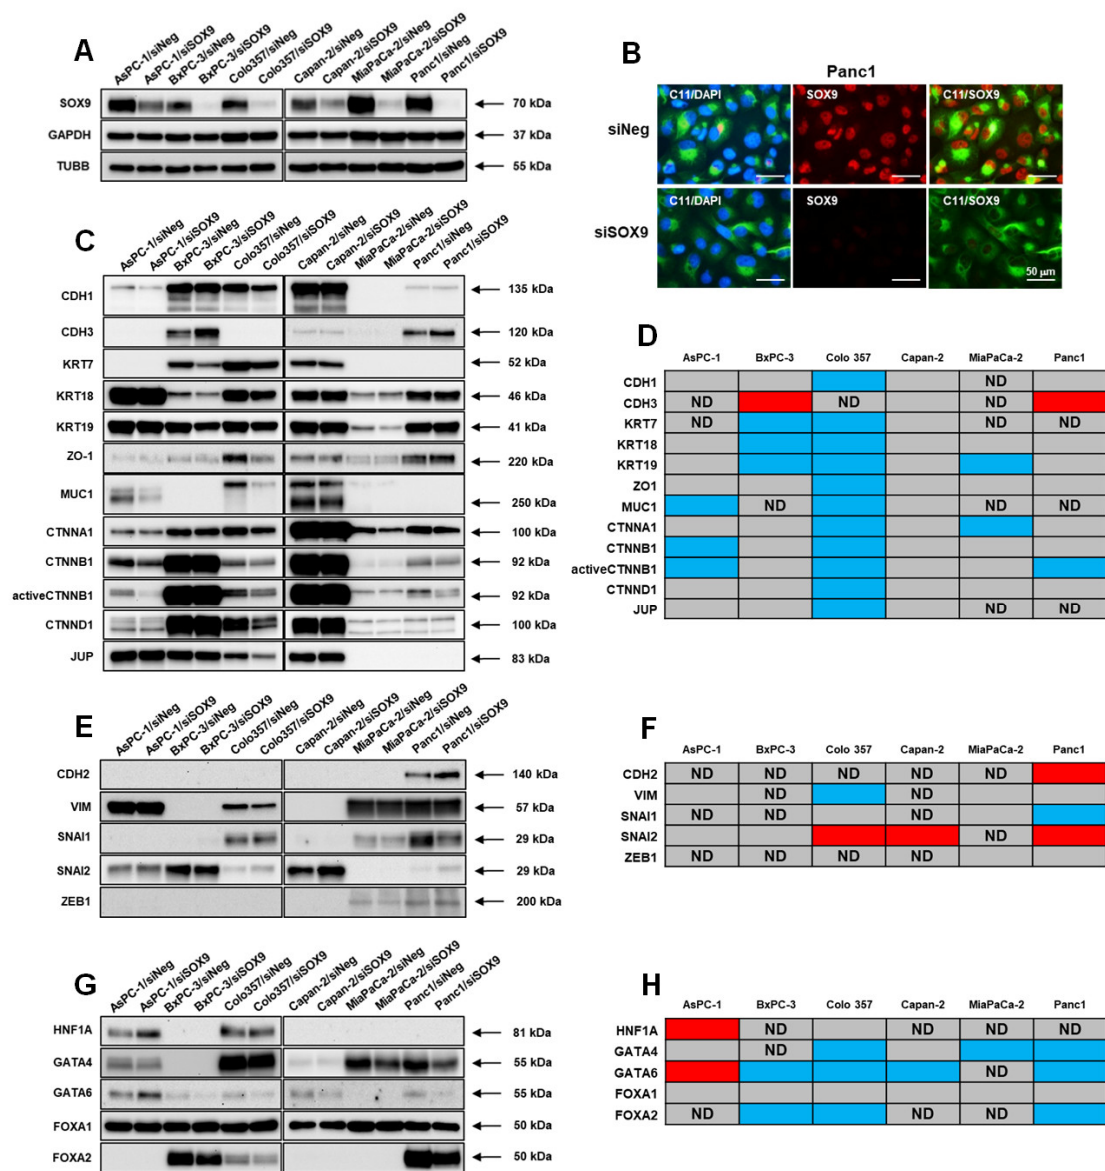 A
AsPC-1/siNeg
AsPC-1/siSOX9
BxPC-3/siNeg
BxPC-3/siSOX9
Colo357/siNeg
Colo357/siSOX9
Capan-2/siNeg
Capan-2/siSOX9
MiaPaCa-2/siNeg
MiaPaCa-2/siSOX9
Panc1/siNeg
Panc1/siSOX9
SOX9 70 kDa
GAPDH 37 kDa
TUBB 55 kDa
B
Panc1
siNeg C11/DAPI SOX9 C11/SOX9
siSOX9 C11/DAPI SOX9 C11/SOX9
50 µm
C
AsPC-1/siNeg
AsPC-1/siSOX9
BxPC-3/siNeg
BxPC-3/siSOX9
Colo357/siNeg
Colo357/siSOX9
Capan-2/siNeg
Capan-2/siSOX9
MiaPaCa-2/siNeg
MiaPaCa-2/siSOX9
Panc1/siNeg
Panc1/siSOX9
CDH1 135 kDa
CDH3 120 kDa
KRT7 52 kDa
KRT18 46 kDa
KRT19 41 kDa
ZO-1 220 kDa
MUC1 250 kDa
CTNNA1 100 kDa
CTNNB1 92 kDa
activeCTNNB1 92 kDa
CTNND1 100 kDa
JUP 83 kDa
D
AsPC-1 BxPC-3 Colo 357 Capan-2 MiaPaCa-2 Panc1
CDH1 ND
CDH3 ND ND ND
KRT7 ND ND ND
KRT18
KRT19
ZO1
MUC1 ND ND ND
CTNNA1
CTNNB1
activeCTNNB1
CTNND1
JUP ND ND
E
AsPC-1/siNeg
AsPC-1/siSOX9
BxPC-3/siNeg
BxPC-3/siSOX9
Colo357/siNeg
Colo357/siSOX9
Capan-2/siNeg
Capan-2/siSOX9
MiaPaCa-2/siNeg
MiaPaCa-2/siSOX9
Panc1/siNeg
Panc1/siSOX9
CDH2 140 kDa
VIM 57 kDa
SNAI1 29 kDa
SNAI2 29 kDa
ZEB1 200 kDa
F
AsPC-1 BxPC-3 Colo 357 Capan-2 MiaPaCa-2 Panc1
CDH2 ND ND ND ND ND
VIM ND ND
SNAI1 ND ND ND
SNAI2 ND
ZEB1 ND ND ND ND
G
AsPC-1/siNeg
AsPC-1/siSOX9
BxPC-3/siNeg
BxPC-3/siSOX9
Colo357/siNeg
Colo357/siSOX9
Capan-2/siNeg
Capan-2/siSOX9
MiaPaCa-2/siNeg
MiaPaCa-2/siSOX9
Panc1/siNeg
Panc1/siSOX9
HNF1A 81 kDa
GATA4 55 kDa
GATA6 55 kDa
FOXA1 50 kDa
FOXA2 50 kDa
H
AsPC-1 BxPC-3 Colo 357 Capan-2 MiaPaCa-2 Panc1
HNF1A ND ND ND ND
GATA4 ND
GATA6 ND
FOXA1
FOXA2 ND ND ND